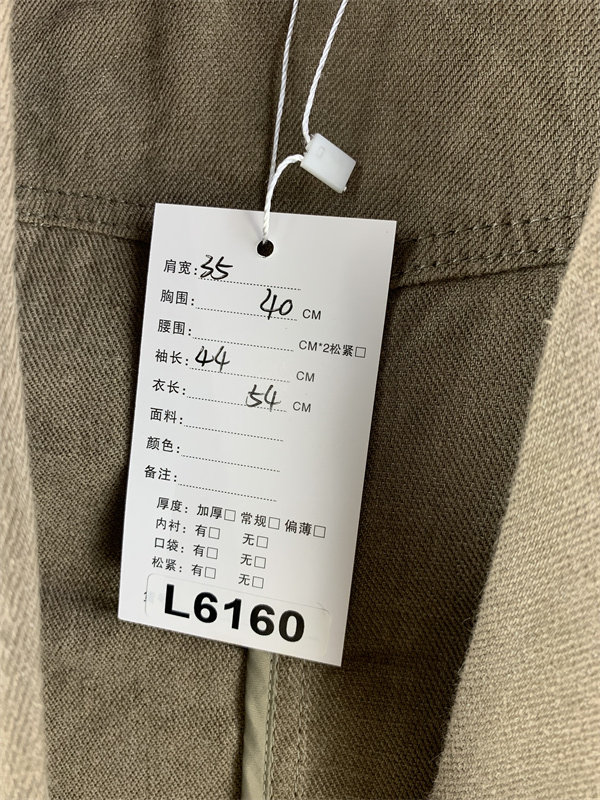 肩宽:35
胸围: 40 CM
腰围: CM*2松紧□
袖长:44 CM
衣长: 54 CM
面料:
颜色:
备注:
厚度: 加厚□ 常规□ 偏薄□
内衬: 有□ 无□
口袋: 有□ 无□
松紧: 有□ 无□
L6160